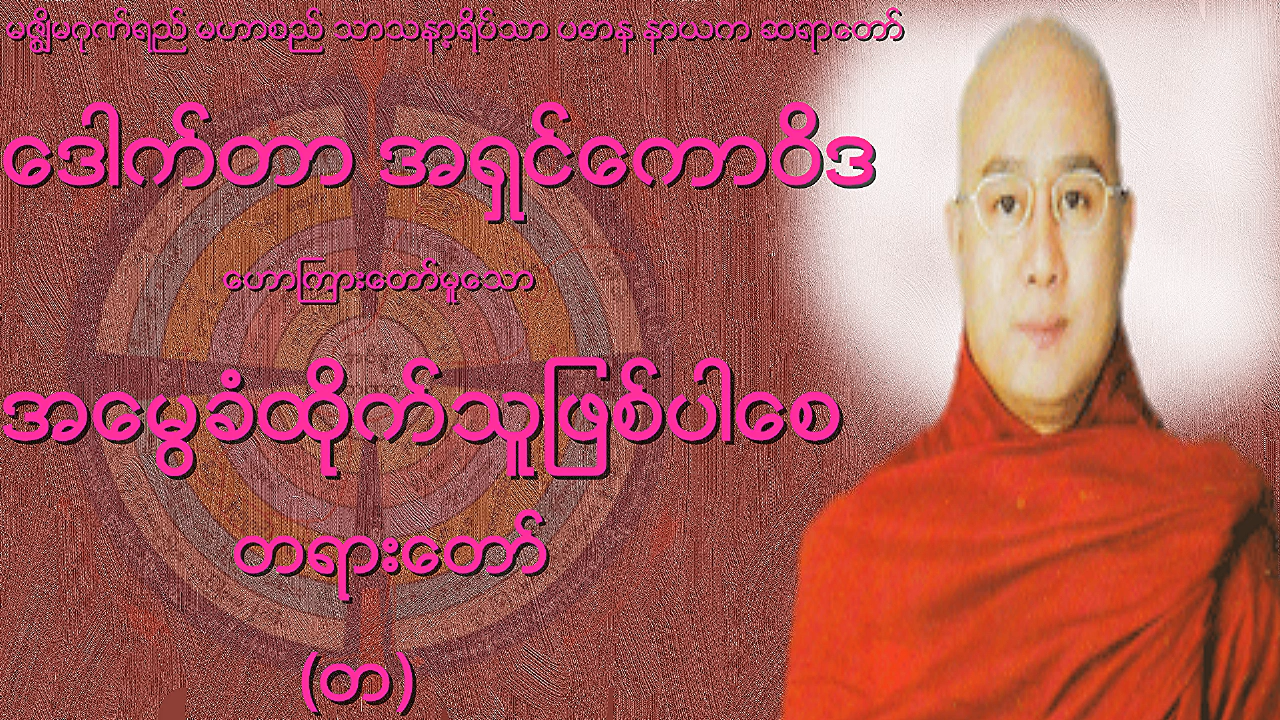 မဇ္ဈိမဂုဏ်ရည် မဟာစည် သာသနာ့ရိပ်သာ ပဓာန နာယက ဆရာတော်
ဒေါက်တာ အရှင်ကောဝိဒ
ဟောကြားတော်မူသော
အမွေခံထိုက်သူဖြစ်ပါစေ
တရားတော်
(တ)